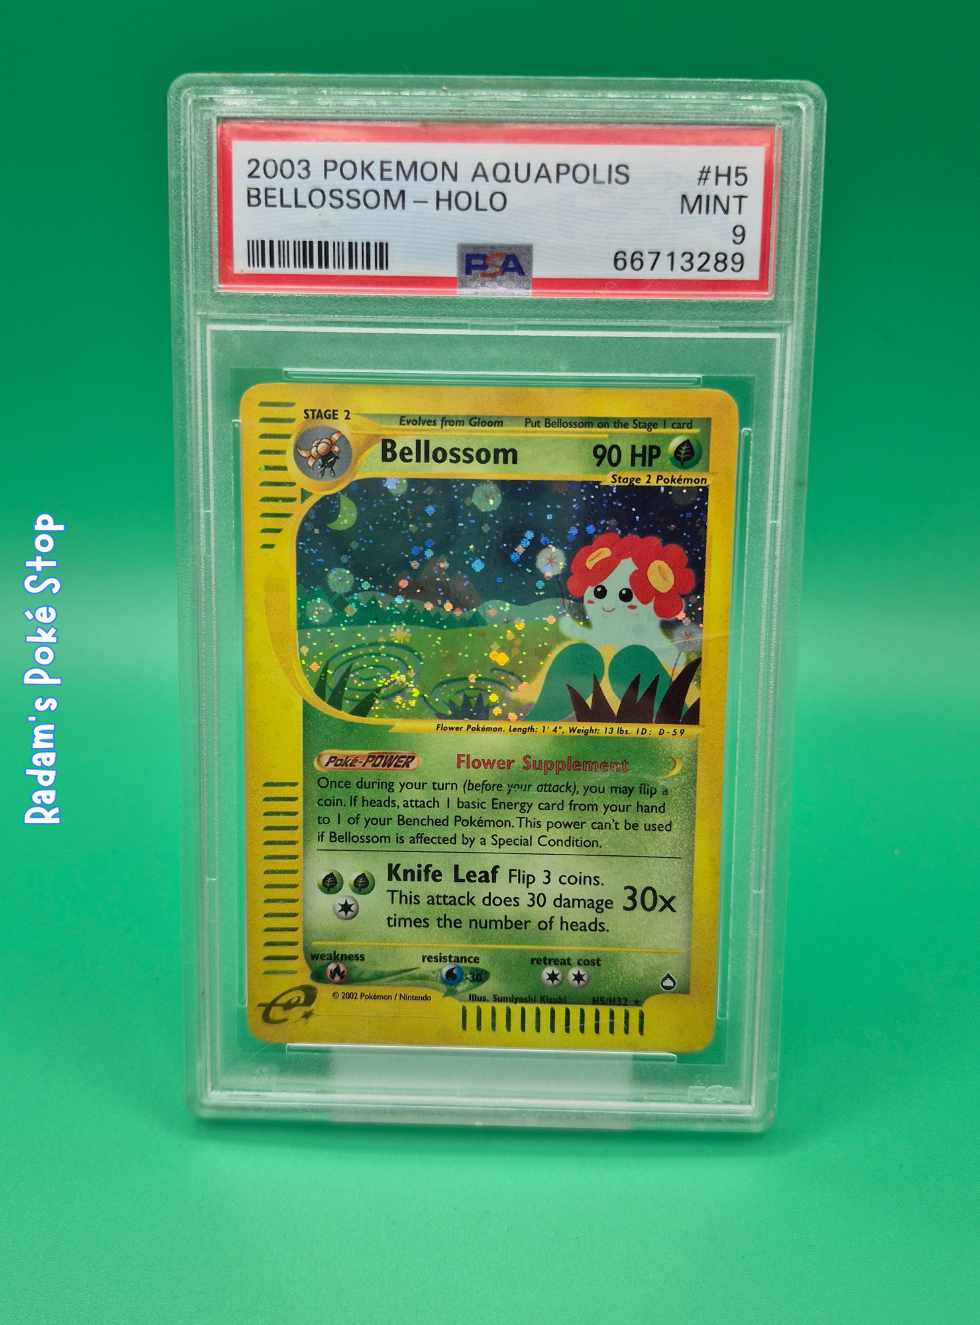 2003 POKEMON AQUAPOLIS #H5
BELLOSSOM - HOLO MINT
9
PSA 66713289
STAGE 2 Evolves from Gloom Put Bellossom on the Stage 1 card
Bellossom 90 HP
Stage 2 Pokémon
Flower Pokémon. Length: 1' 4", Weight: 13 lbs. ID: D-59
Poké-POWER Flower Supplement
Once during your turn (before your attack), you may flip a
coin. If heads, attach 1 basic Energy card from your hand
to 1 of your Benched Pokémon. This power can't be used
if Bellossom is affected by a Special Condition.
Knife Leaf Flip 3 coins.
This attack does 30 damage 30x
times the number of heads.
weakness resistance retreat cost
-30
© 2002 Pokémon / Nintendo Illus. Sumiyoshi Kizuki H5/H32 ★
e
PSA
Radam's Poké Stop